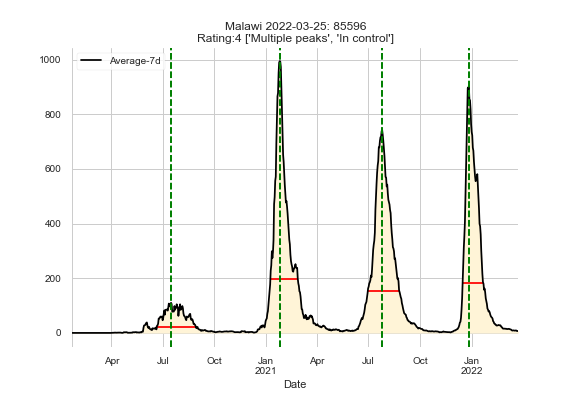 Malawi 2022-03-25: 85596
Rating:4 ['Multiple peaks', 'In control']
Average-7d
1000
800
600
400
200
0
Apr
Jul
Oct
Jan
2021
Apr
Jul
Oct
Jan
2022
Date